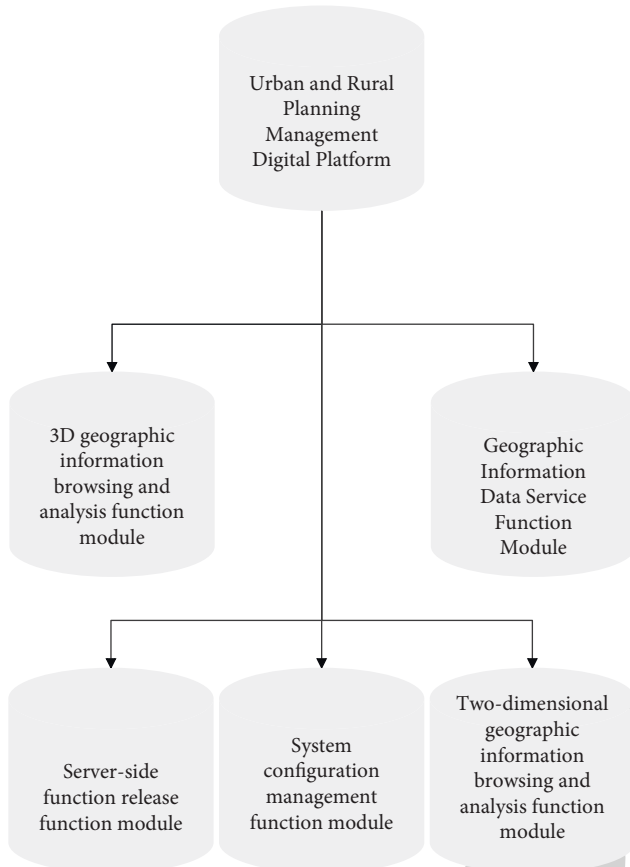 Urban and Rural
Planning
Management
Digital Platform
3D geographic
information
browsing and
analysis function
module
Geographic
Information
Data Service
Function
Module
Server-side
function release
function module
System
configuration
management
function module
Two-dimensional
geographic
information
browsing and
analysis function
module